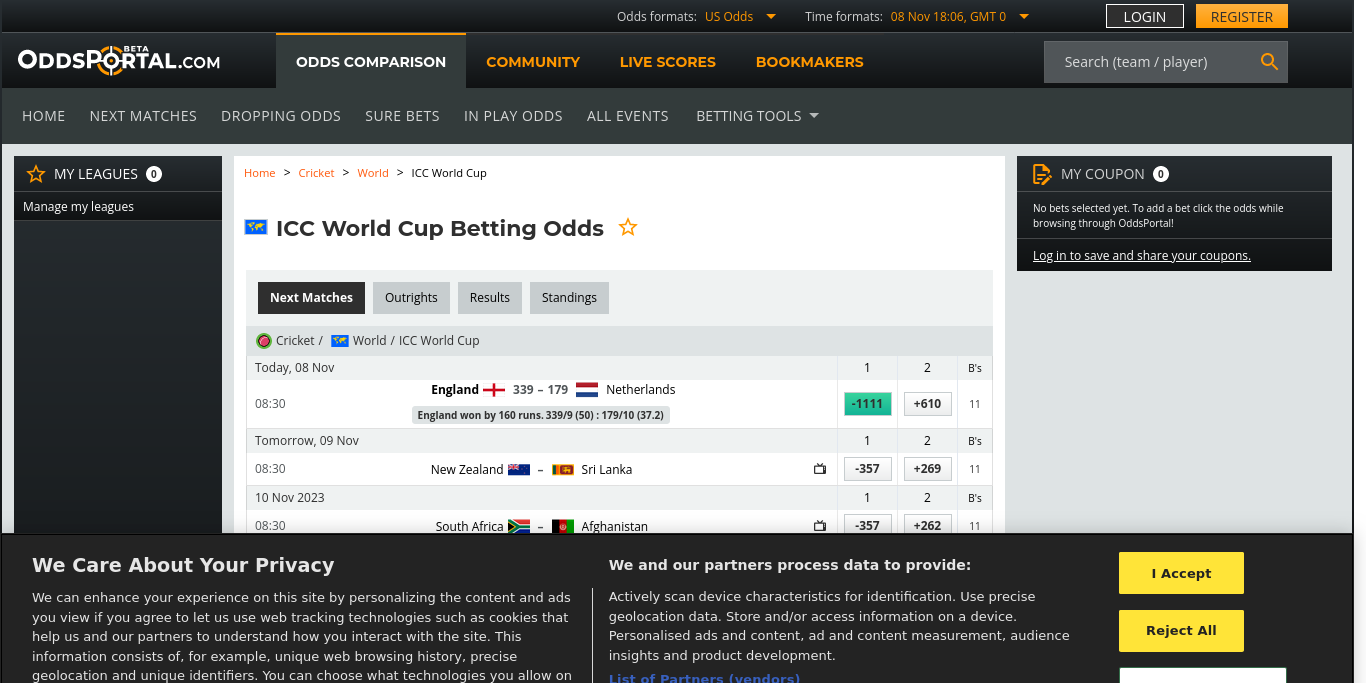 Odds formats: US Odds Time formats: 08 Nov 18:06, GMT 0 LOGIN REGISTER
ODDSPORTAL.COM BETA ODDS COMPARISON COMMUNITY LIVE SCORES BOOKMAKERS Search (team / player)
HOME NEXT MATCHES DROPPING ODDS SURE BETS IN PLAY ODDS ALL EVENTS BETTING TOOLS
MY LEAGUES 0
Manage my leagues
Home > Cricket > World > ICC World Cup
ICC World Cup Betting Odds
Next Matches Outrights Results Standings
Cricket / World / ICC World Cup
Today, 08 Nov 1 2 B's
England 339 – 179 Netherlands
08:30 -1111 +610 11
England won by 160 runs. 339/9 (50) : 179/10 (37.2)
Tomorrow, 09 Nov 1 2 B's
08:30 New Zealand – Sri Lanka -357 +269 11
10 Nov 2023 1 2 B's
08:30 South Africa – Afghanistan -357 +262 11
MY COUPON 0
No bets selected yet. To add a bet click the odds while
browsing through OddsPortal!
Log in to save and share your coupons.
We Care About Your Privacy
We can enhance your experience on this site by personalizing the content and ads
you view if you agree to let us use web tracking technologies such as cookies that
help us and our partners to understand how you interact with the site. This
information consists of, for example, unique web browsing history, precise
geolocation and unique identifiers. You can choose what technologies you allow on
We and our partners process data to provide:
Actively scan device characteristics for identification. Use precise
geolocation data. Store and/or access information on a device.
Personalised ads and content, ad and content measurement, audience
insights and product development.
List of Partners (vendors)
I Accept
Reject All